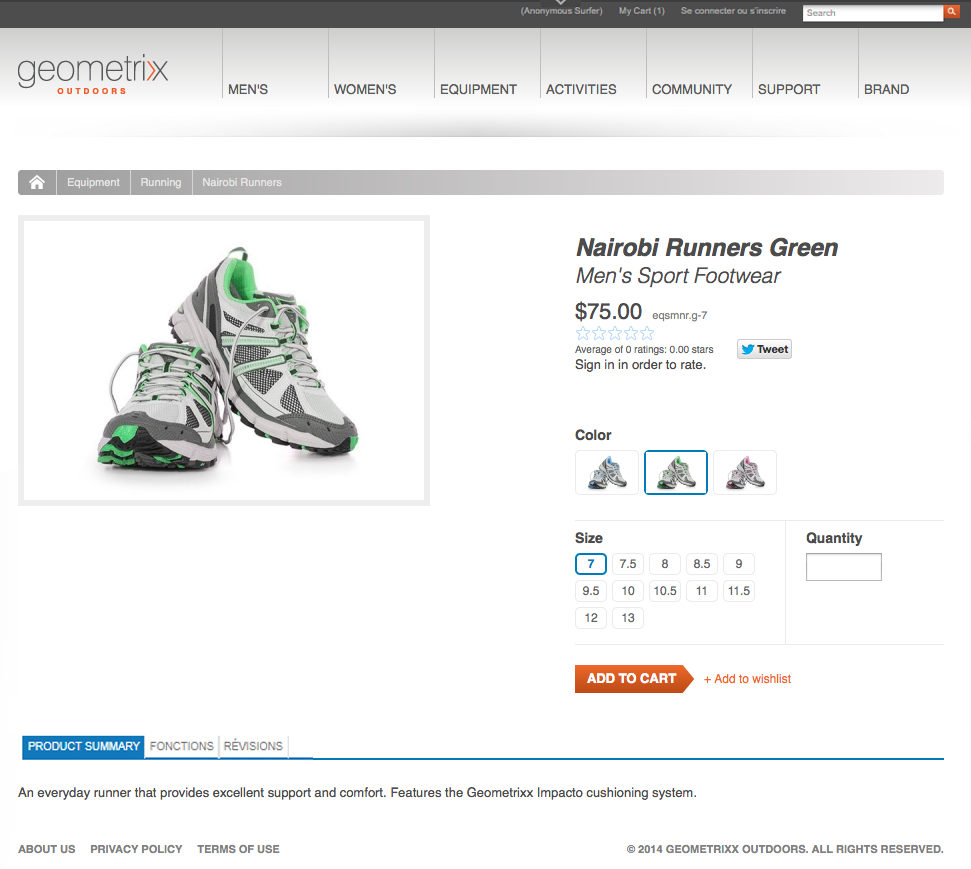 (Anonymous Surfer) My Cart (1) Se connecter ou s'inscrire Search
geometrixx
OUTDOORS
MEN'S WOMEN'S EQUIPMENT ACTIVITIES COMMUNITY SUPPORT BRAND
Equipment Running Nairobi Runners
Nairobi Runners Green
Men's Sport Footwear
$75.00 eqsmnr.g-7
Average of 0 ratings: 0.00 stars Tweet
Sign in in order to rate.
Color
Size Quantity
7 7.5 8 8.5 9
9.5 10 10.5 11 11.5
12 13
ADD TO CART + Add to wishlist
PRODUCT SUMMARY FONCTIONS RÉVISIONS
An everyday runner that provides excellent support and comfort. Features the Geometrixx Impacto cushioning system.
ABOUT US PRIVACY POLICY TERMS OF USE © 2014 GEOMETRIXX OUTDOORS. ALL RIGHTS RESERVED.